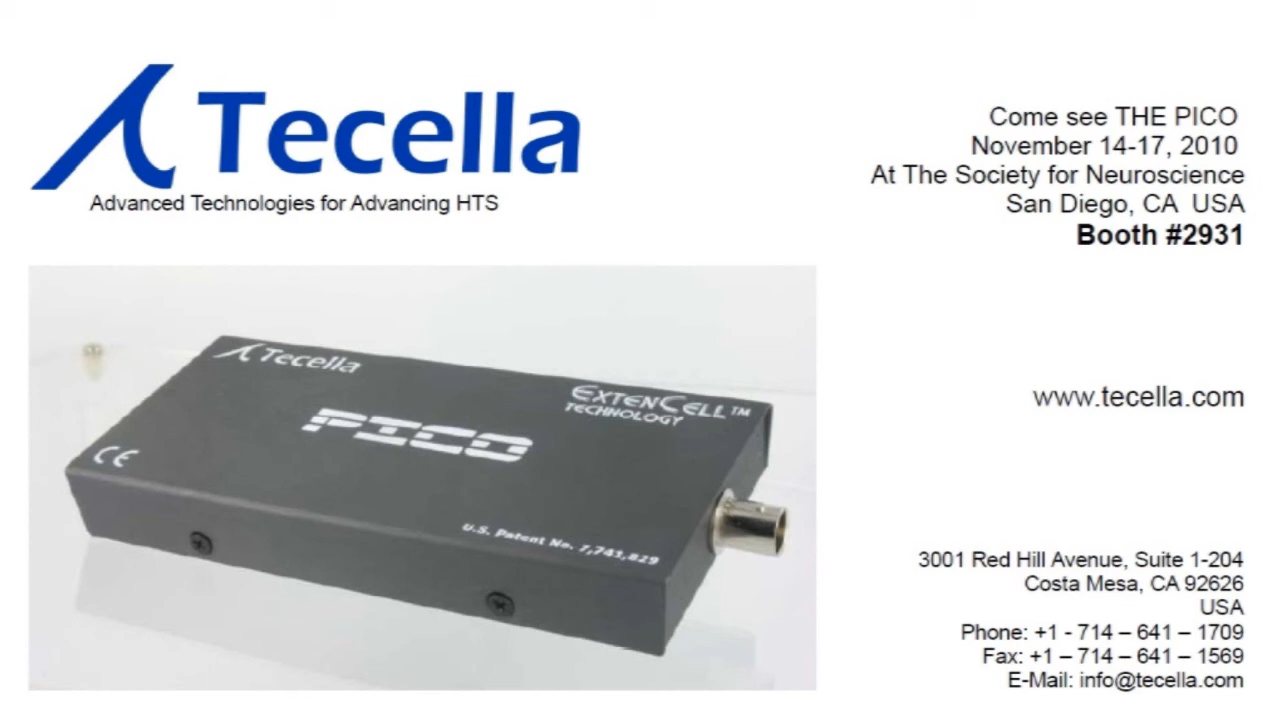 Tecella
Advanced Technologies for Advancing HTS
Come see THE PICO
November 14-17, 2010
At The Society for Neuroscience
San Diego, CA USA
Booth #2931
Tecella
EXTENCELL™
TECHNOLOGY
PICO
CE
U.S. Patent No. 7,741,829
www.tecella.com
3001 Red Hill Avenue, Suite 1-204
Costa Mesa, CA 92626
USA
Phone: +1 - 714 – 641 – 1709
Fax: +1 – 714 – 641 – 1569
E-Mail: info@tecella.com